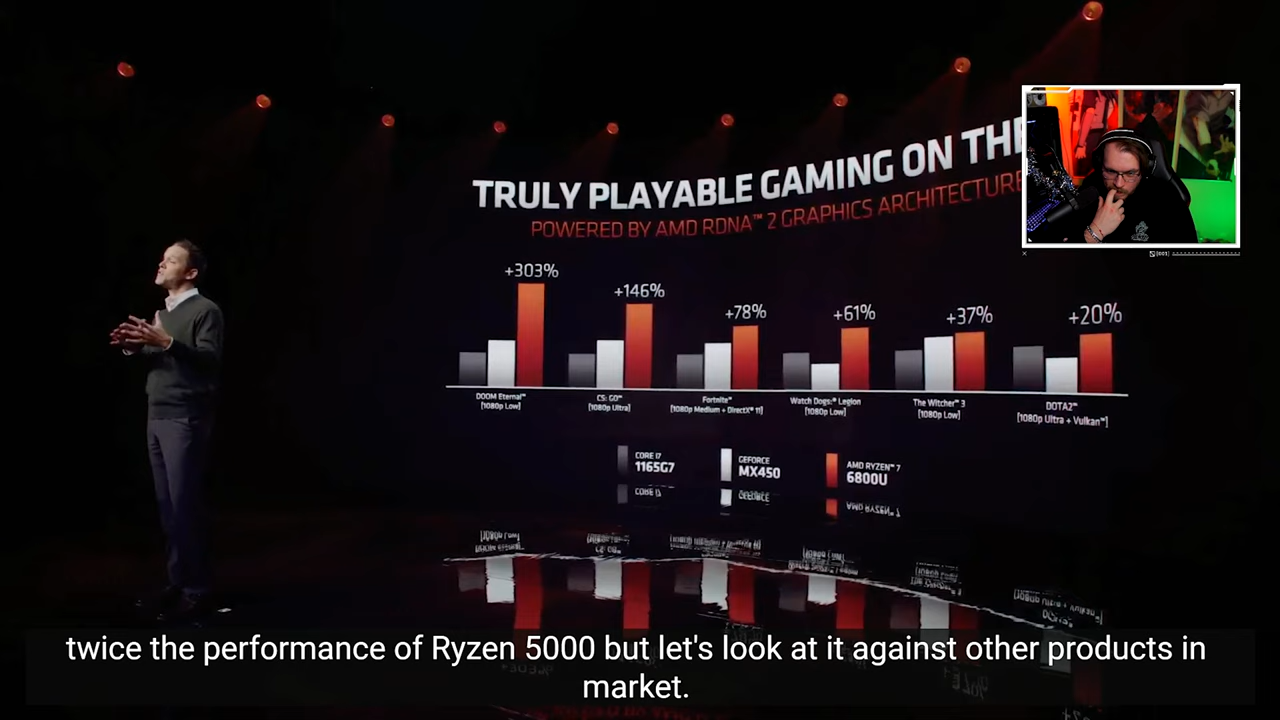 TRULY PLAYABLE GAMING ON THE
POWERED BY AMD RDNA™ 2 GRAPHICS ARCHITECTURE
+303%
+146%
+78%
+61%
+37%
+20%
DOOM Eternal™
[1080p Low]
CS: GO™
[1080p Ultra]
Fortnite™
[1080p Medium + DirectX® 11]
Watch Dogs:® Legion
[1080p Low]
The Witcher™ 3
[1080p Low]
DOTA2™
[1080p Ultra + Vulkan™]
CORE i7
1165G7
GEFORCE
MX450
AMD RYZEN™ 7
6800U
twice the performance of Ryzen 5000 but let's look at it against other products in
market.